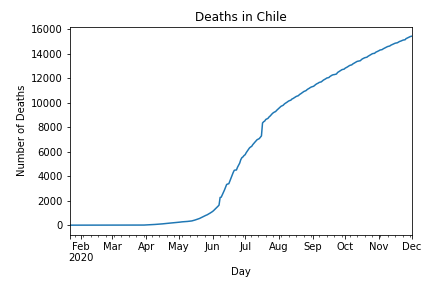 Deaths in Chile
16000
14000
12000
10000
8000
6000
4000
2000
0
Number of Deaths
Feb Mar Apr May Jun Jul Aug Sep Oct Nov Dec
2020
Day